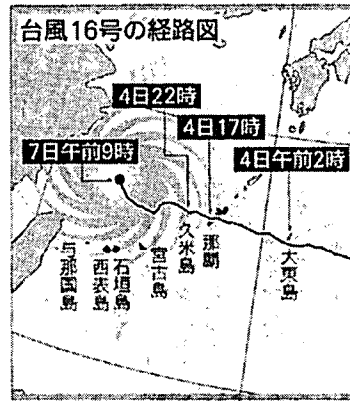 台風16号の経路図
4日22時
4日17時
7日午前9時
4日午前2時
大東島
那覇
久米島
宮古島
石垣島
西表島
与那国島